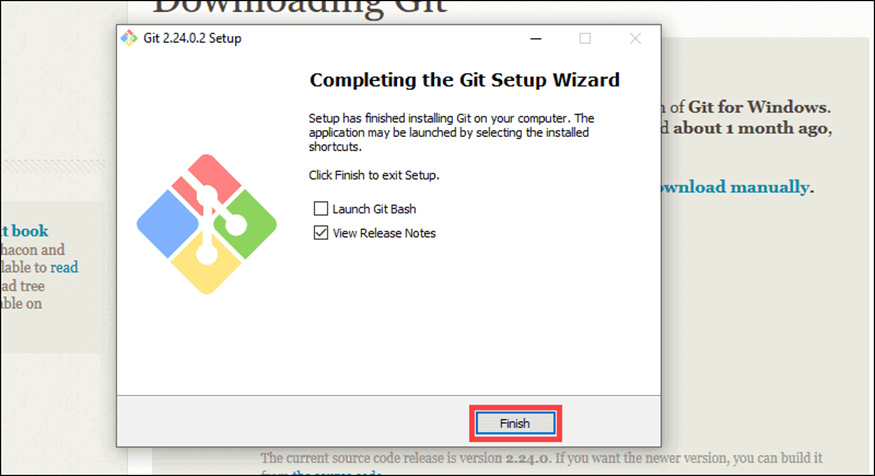 Downloading Git
Git 2.24.0.2 Setup
Completing the Git Setup Wizard
Setup has finished installing Git on your computer. The
application may be launched by selecting the installed
shortcuts.
Click Finish to exit Setup.
Launch Git Bash
View Release Notes
Finish
of Git for Windows.
about 1 month ago,
ownload manually.
t book
hacon and
lable to read
ad tree
ble on
The current source code release is version 2.24.0. If you want the newer version, you can build it
from the source code.